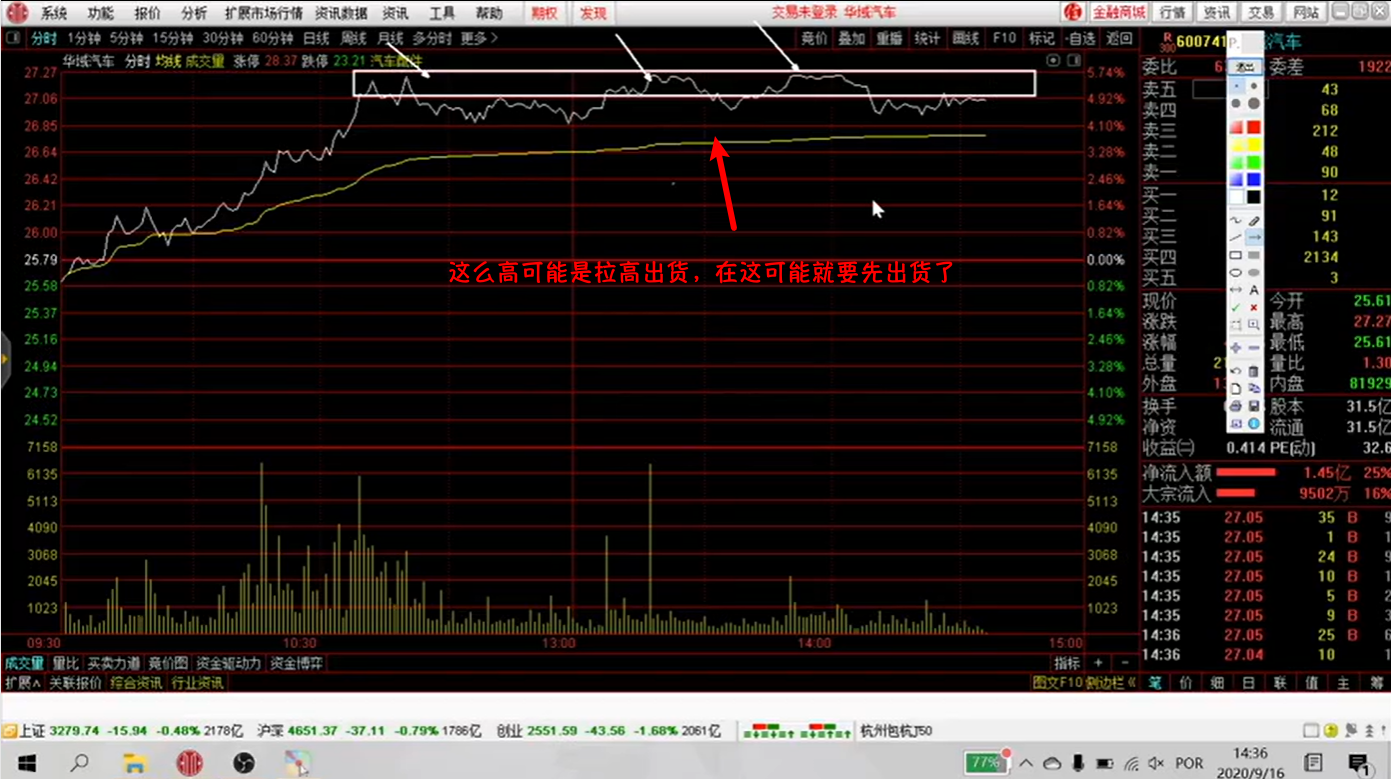 系统 功能 报价 分析 扩展市场行情 资讯数据 资讯 工具 帮助 期权 发现 交易未登录 华域汽车 金融商城 行情 资讯 交易 网站
分时 1分钟 5分钟 15分钟 30分钟 60分钟 日线 周线 月线 多分时 更多 竞价 叠加 重播 统计 画线 F10 标记 -自选 返回 R 300 600741 汽车
华域汽车 分时 均线 成交量 涨停 28.37 跌停 23.21 汽车配件
27.27 5.74%
27.06 4.92%
26.85 4.10%
26.64 3.28%
26.42 2.46%
26.21 1.64%
26.00 0.82%
25.79 0.00%
25.58 0.82%
25.37 1.64%
25.16 2.46%
24.94 3.28%
24.73 4.10%
24.52 4.92%
7158 7158
6135 6135
5113 5113
4090 4090
3068 3068
2045 2045
1023 1023
09:30 10:30 13:00 14:00 15:00
这么高可能是拉高出货，在这可能就要先出货了
委比 委差 1922
卖五 43
卖四 68
卖三 212
卖二 48
卖一 90
买一 12
买二 91
买三 143
买四 2134
买五 3
现价 今开 25.61
涨跌 最高 27.27
涨幅 最低 25.61
总量 量比 1.30
外盘 内盘 81929
换手 股本 31.5亿
净资 流通 31.5亿
收益㈡ 0.414 PE(动) 32.6
净流入额 1.45亿 25%
大宗流入 9502万 16%
14:35 27.05 35 B
14:35 27.05 1 B
14:35 27.05 24 B
14:35 27.05 10 B
14:35 27.05 5 B
14:35 27.05 9 B
14:36 27.05 25 B
14:36 27.04 10
退出
A
成交量 量比 买卖力道 竞价图 资金驱动力 资金博弈 指标 + −
扩展∧ 关联报价 综合资讯 行业资讯 图文F10 侧边栏《 笔 价 细 日 联 值 主 筹
上证 3279.74 -15.94 -0.48% 2178亿 沪深 4651.37 -37.11 -0.79% 1786亿 创业 2551.59 -43.56 -1.68% 2061亿 杭州包杭J50
77% POR 14:36
2020/9/16 1